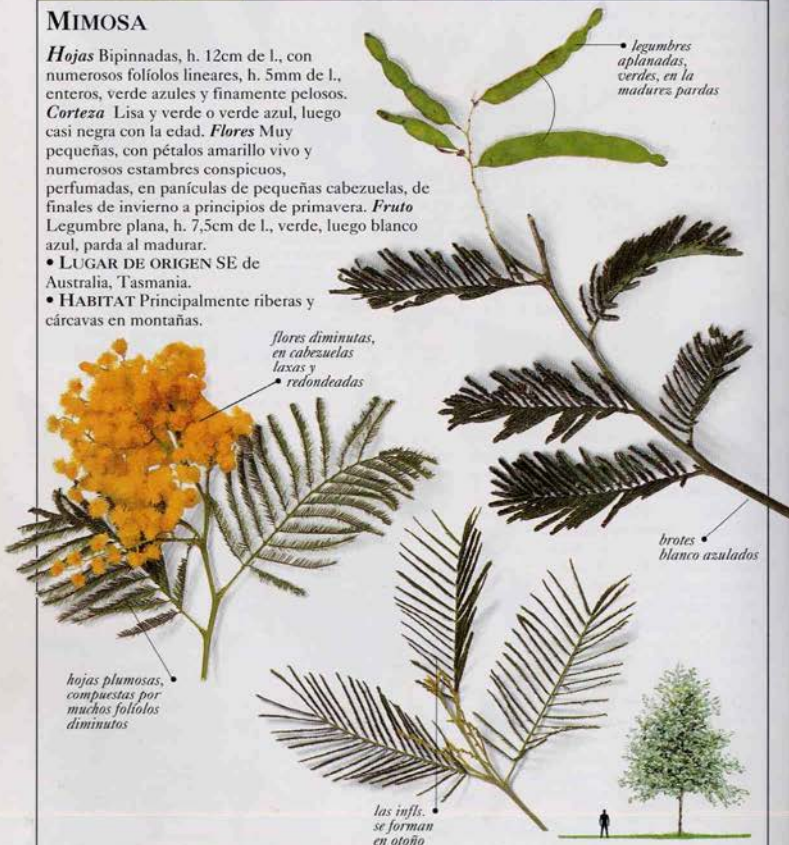 MIMOSA
Hojas Bipinnadas, h. 12cm de l., con
numerosos folíolos lineares, h. 5mm de l.,
enteros, verde azules y finamente pelosos.
Corteza Lisa y verde o verde azul, luego
casi negra con la edad. Flores Muy
pequeñas, con pétalos amarillo vivo y
numerosos estambres conspicuos,
perfumadas, en panículas de pequeñas cabezuelas, de
finales de invierno a principios de primavera. Fruto
Legumbre plana, h. 7,5cm de l., verde, luego blanco
azul, parda al madurar.
• LUGAR DE ORIGEN SE de
Australia, Tasmania.
• HABITAT Principalmente riberas y
cárcavas en montañas.
legumbres
aplanadas,
verdes, en la
madurez pardas
flores diminutas,
en cabezuelas
laxas y
redondeadas
brotes
blanco azulados
hojas plumosas,
compuestas por
muchos folíolos
diminutos
las infls.
se forman
en otoño